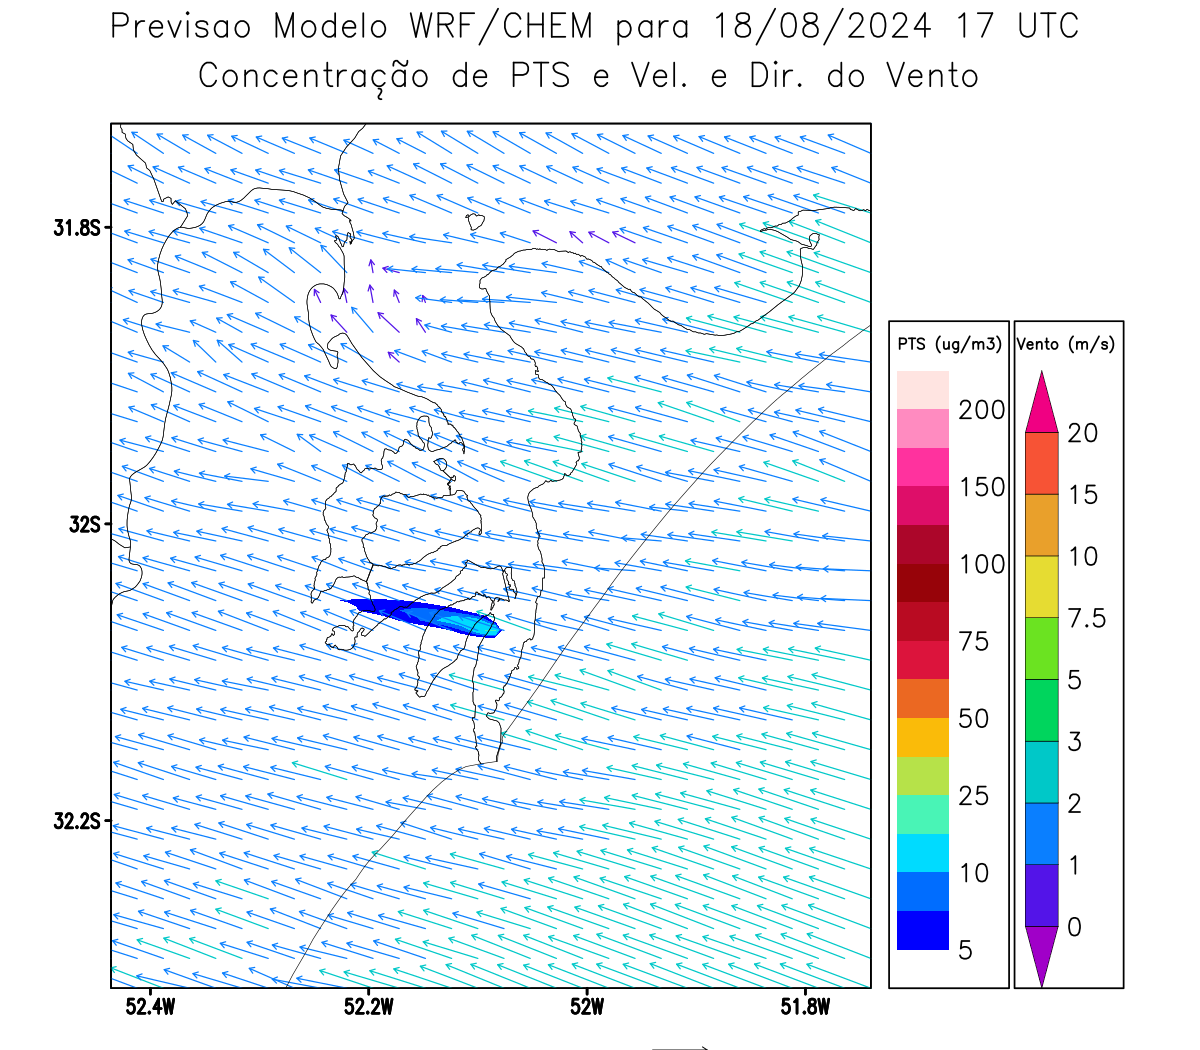 Previsao Modelo WRF/CHEM para 18/08/2024 17 UTC
Concentração de PTS e Vel. e Dir. do Vento
31.8S
32S
32.2S
52.4W 52.2W 52W 51.8W
PTS (ug/m3)
200
150
100
75
50
25
10
5
Vento (m/s)
20
15
10
7.5
5
3
2
1
0